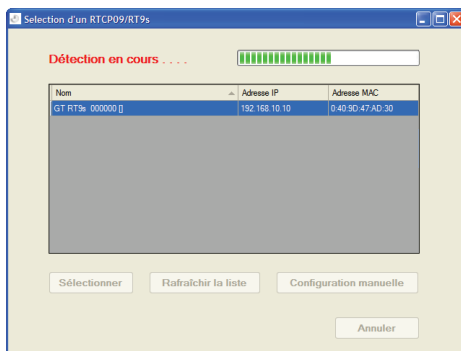 Selection d'un RTCP09/RT9s
Détection en cours . . . .
Nom Adresse IP Adresse MAC
GT RT9s 000000 [] 192.168.10.10 0:40:9D:47:AD:30
Sélectionner Rafraîchir la liste Configuration manuelle
Annuler